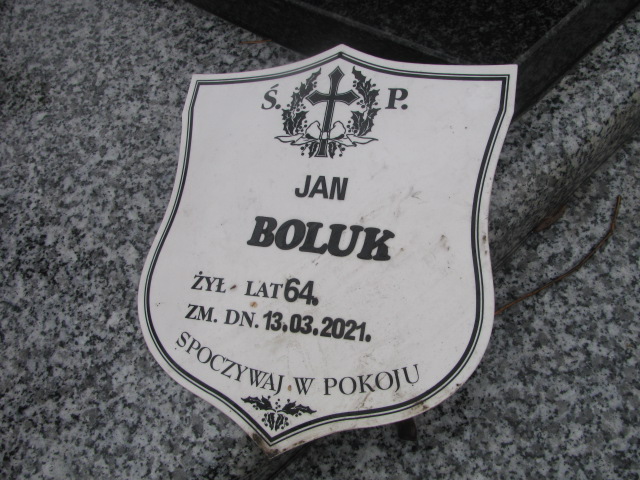 Ś. P.
JAN
BOLUK
ŻYŁ LAT 64.
ZM. DN. 13.03.2021.
SPOCZYWAJ W POKOJU